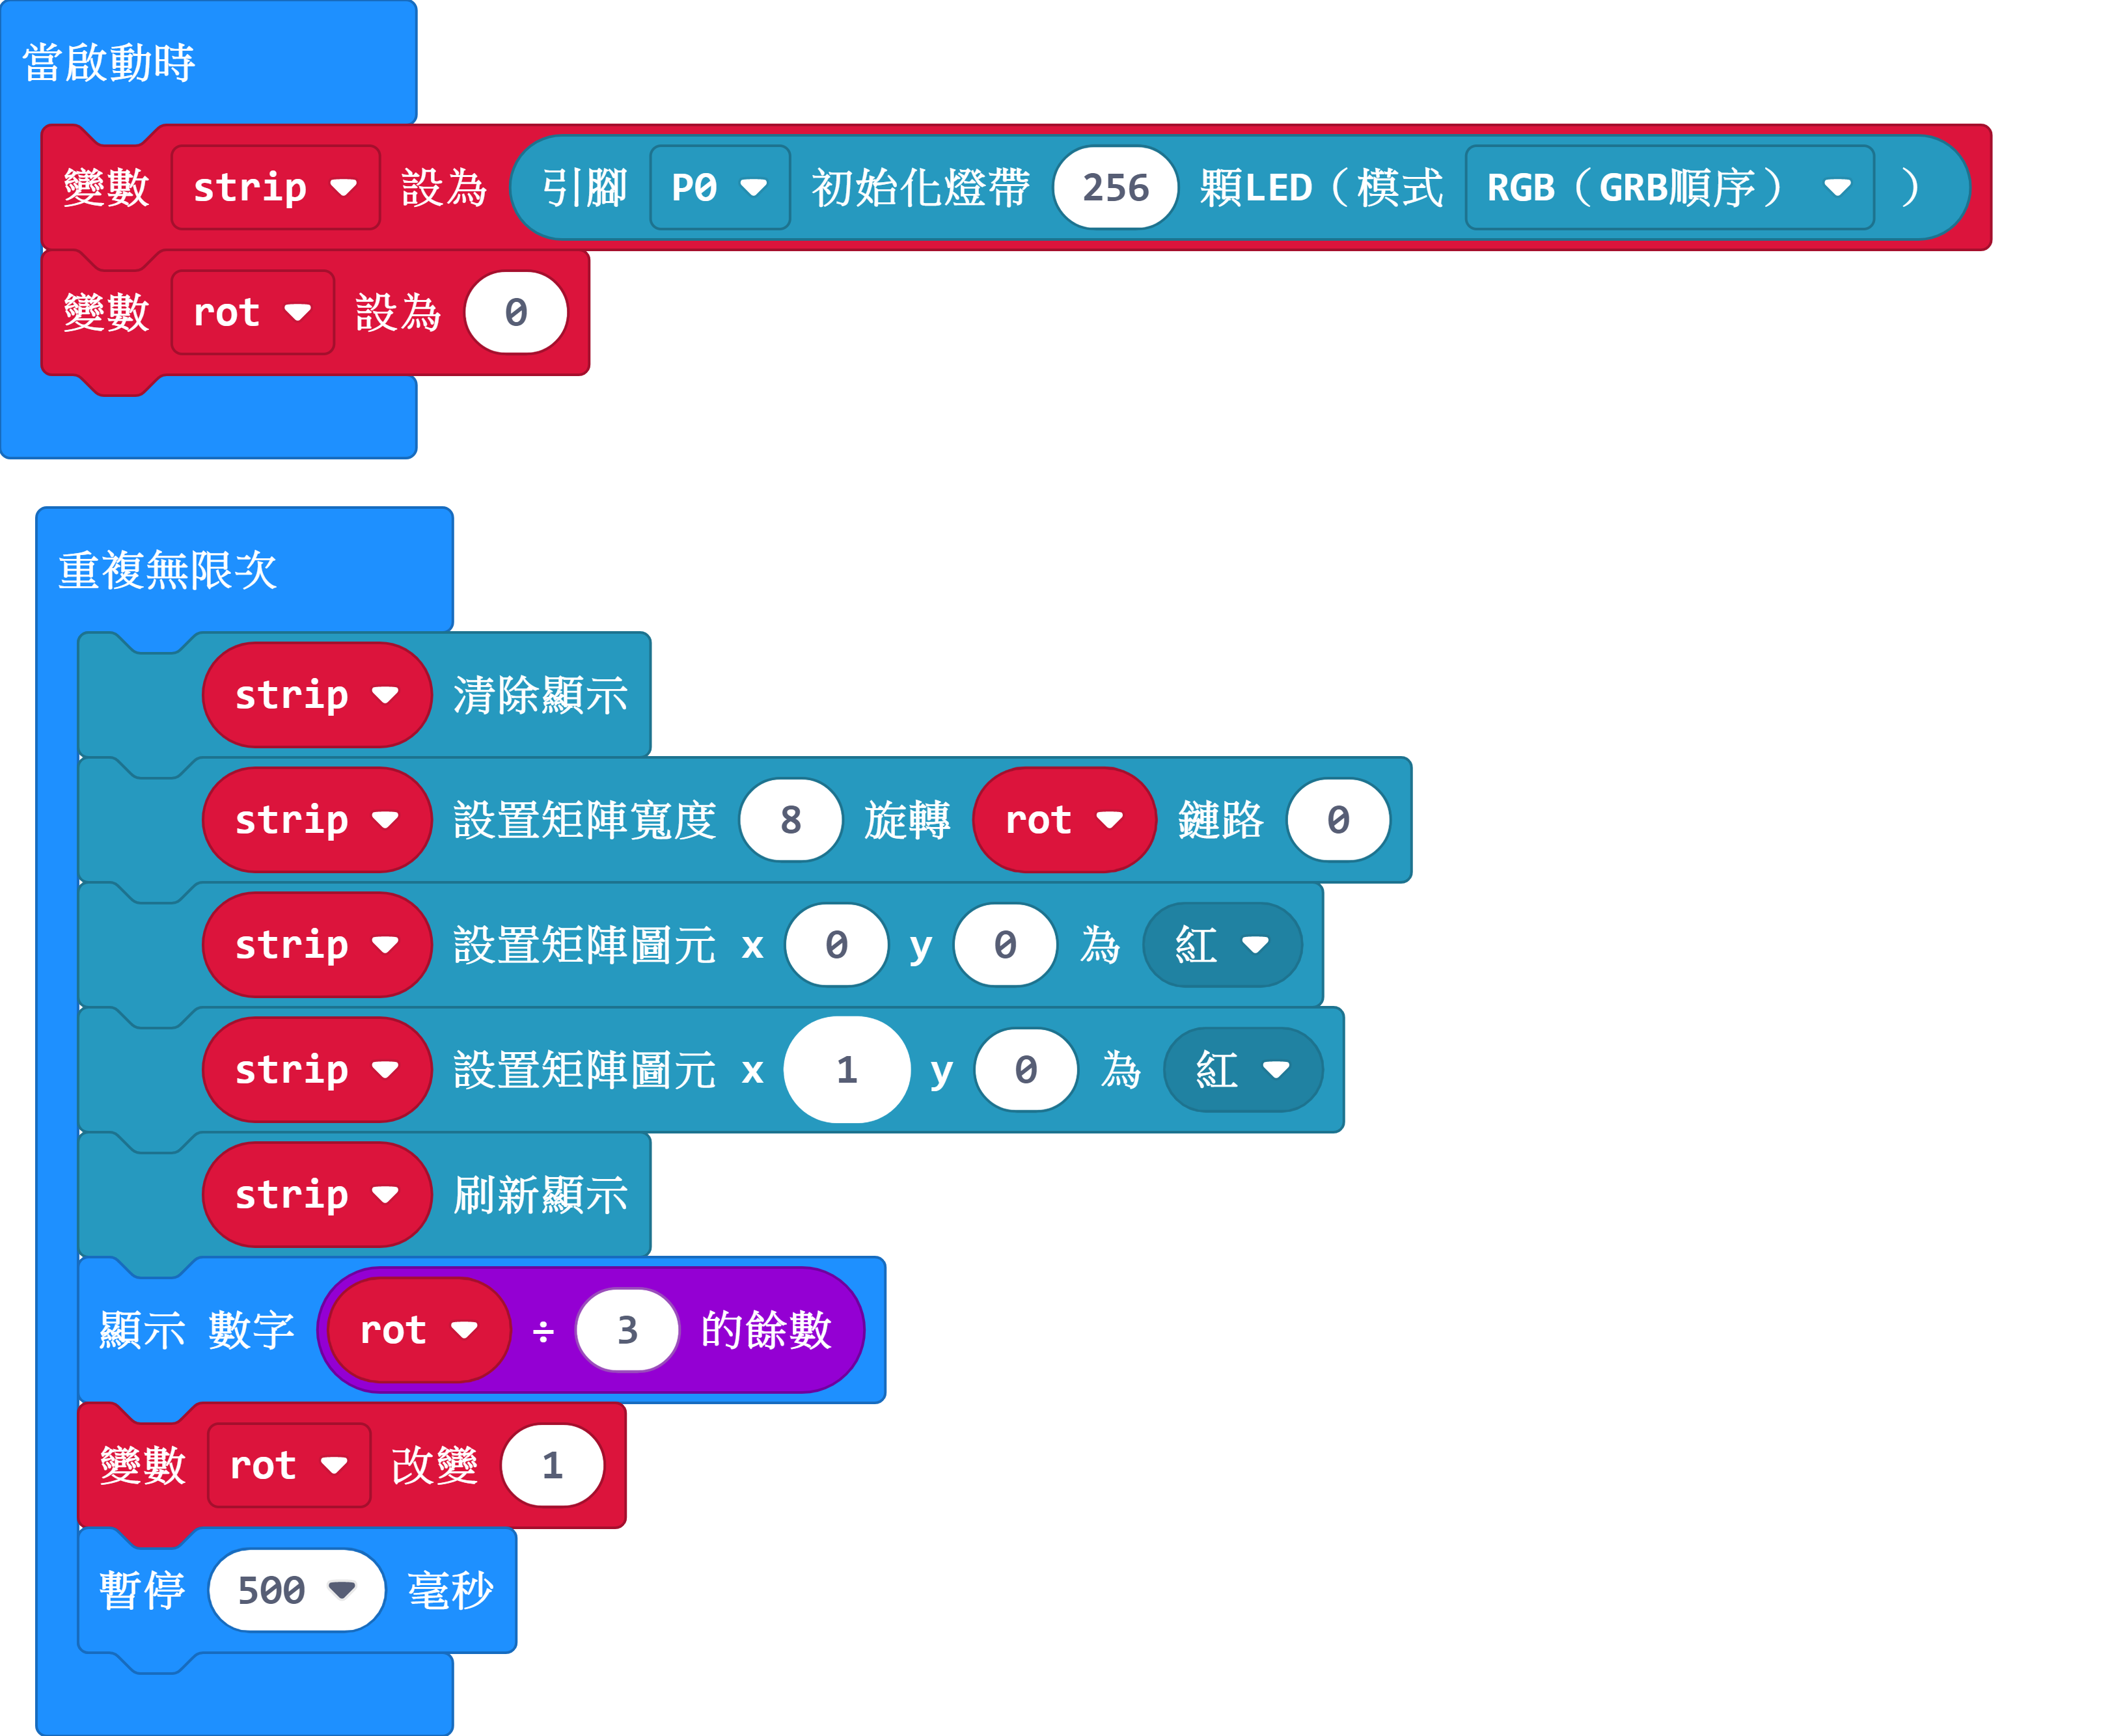 當啟動時
變數 strip 設為 引腳 P0 初始化燈帶 256 顆LED（模式 RGB（GRB順序） ）
變數 rot 設為 0
重複無限次
strip 清除顯示
strip 設置矩陣寬度 8 旋轉 rot 鏈路 0
strip 設置矩陣圖元 x 0 y 0 為 紅
strip 設置矩陣圖元 x 1 y 0 為 紅
strip 刷新顯示
顯示 數字 rot ÷ 3 的餘數
變數 rot 改變 1
暫停 500 毫秒